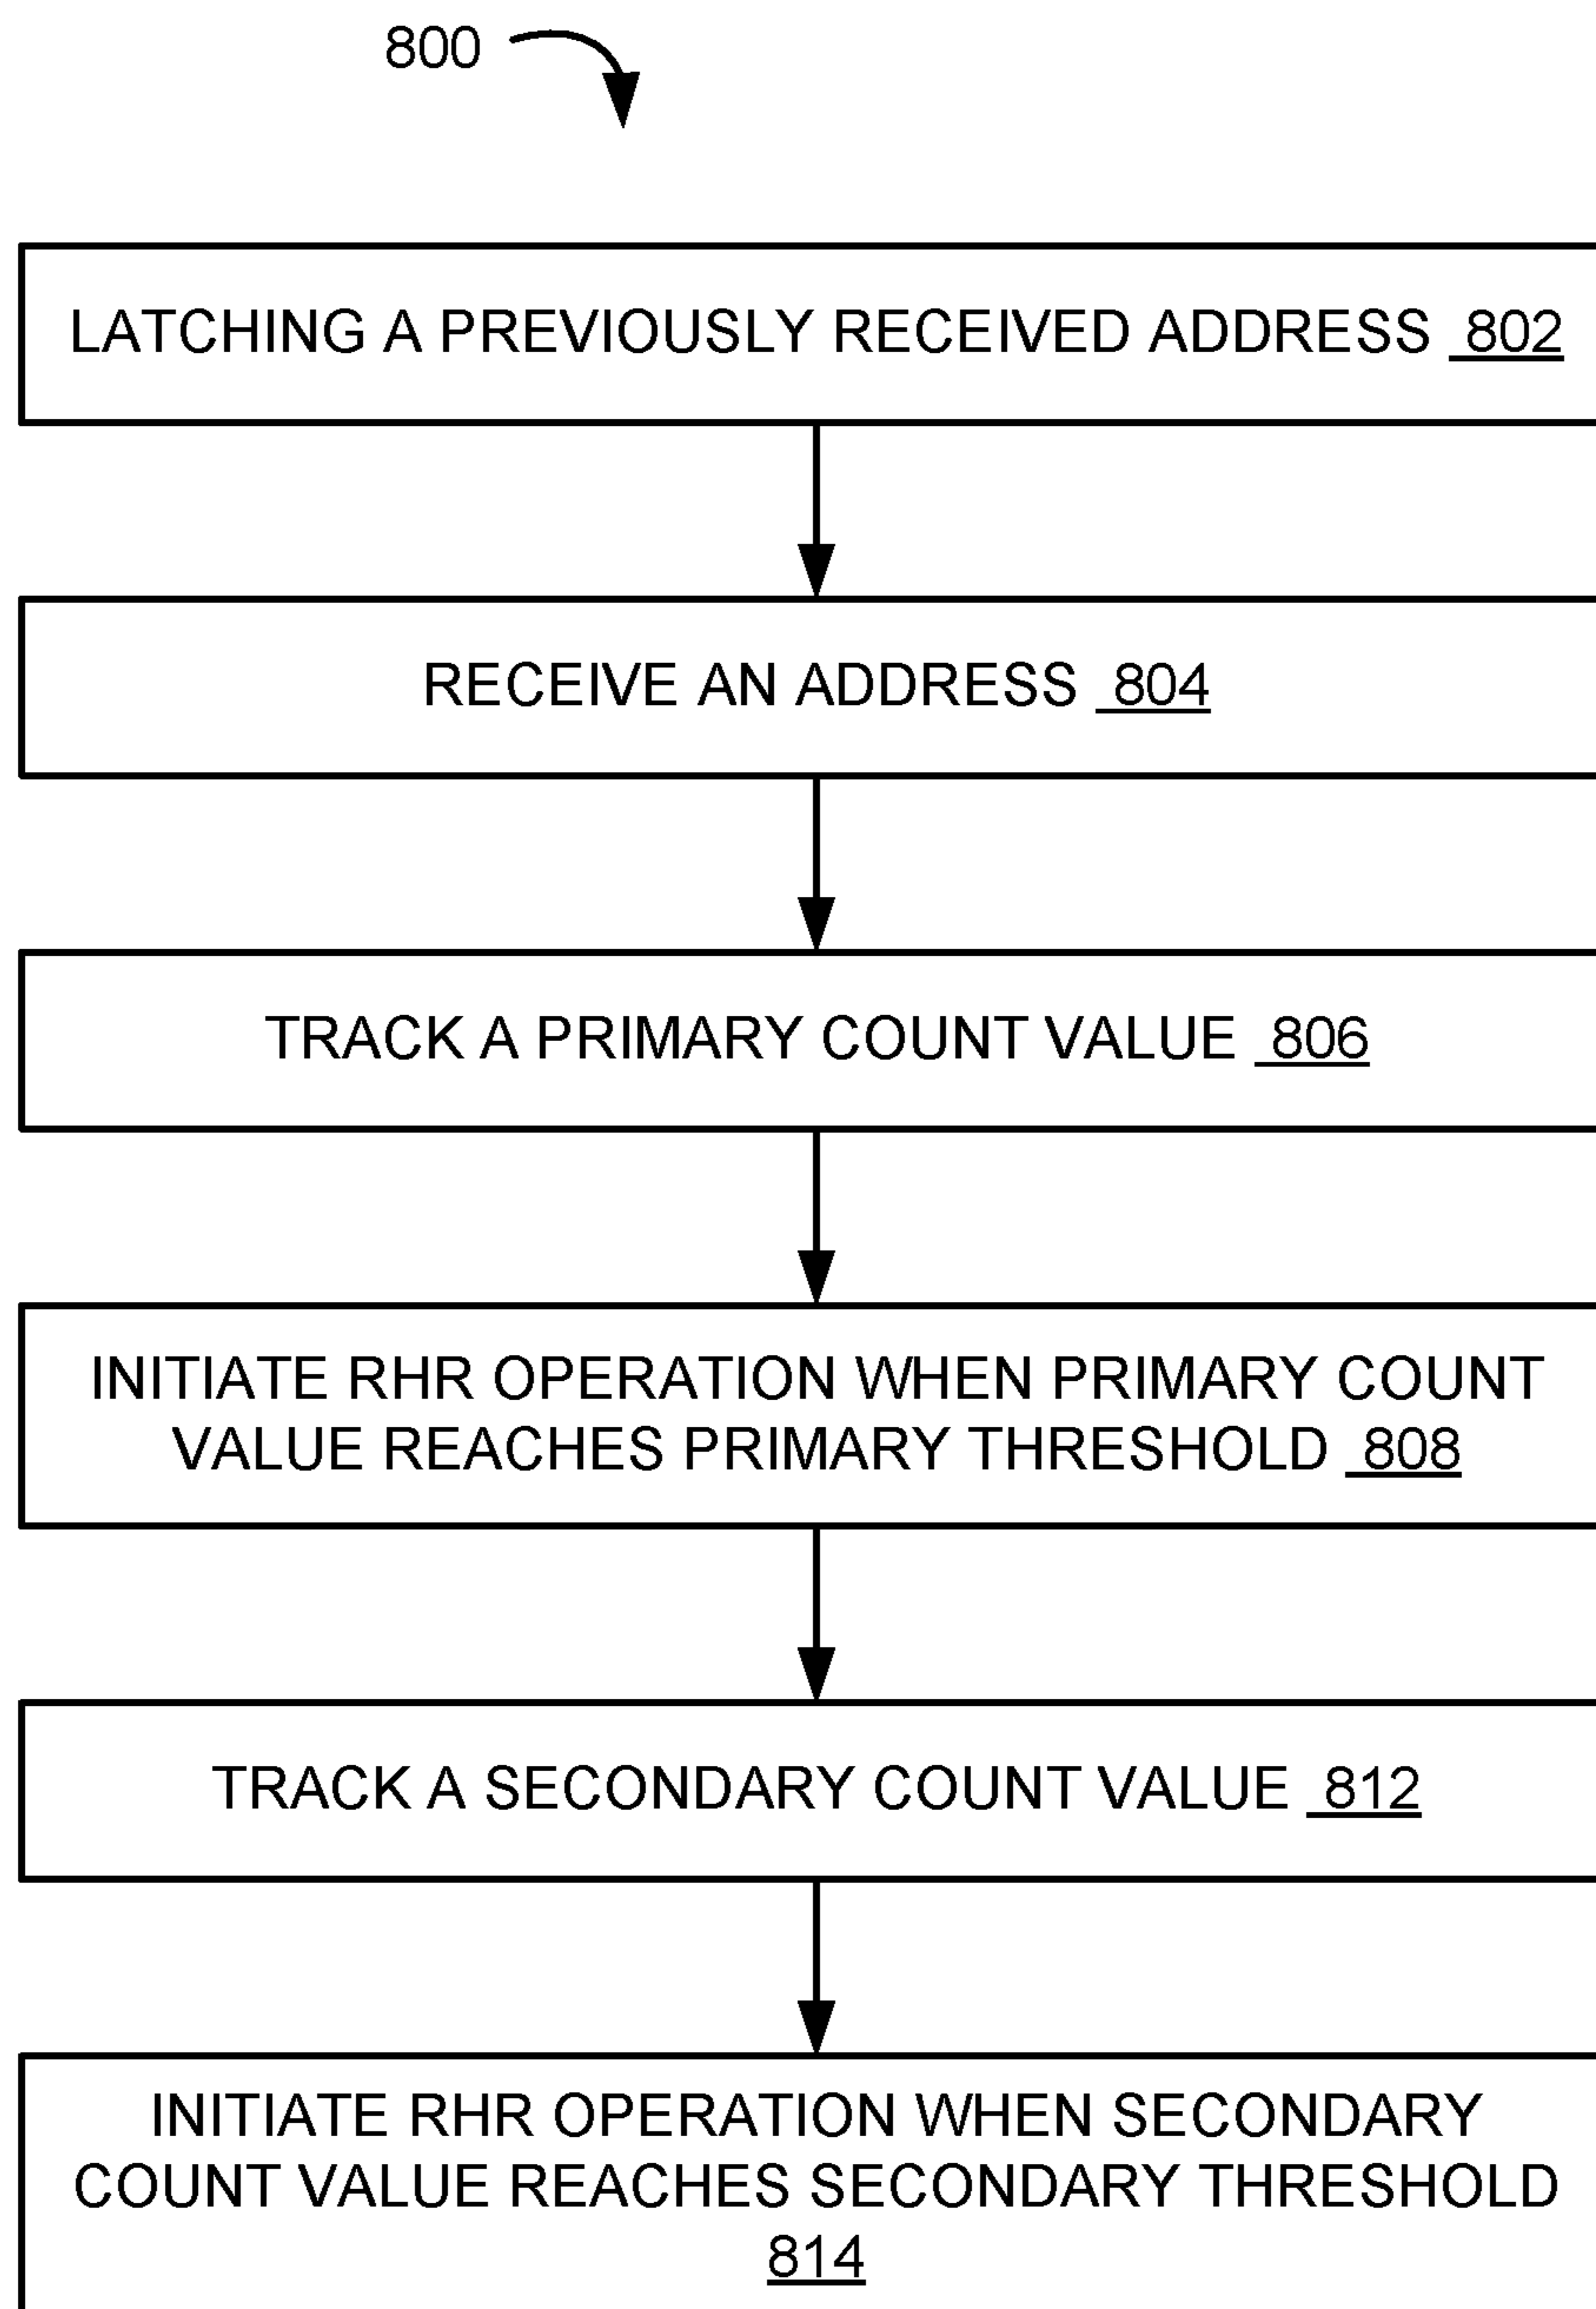 800
LATCHING A PREVIOUSLY RECEIVED ADDRESS 802
RECEIVE AN ADDRESS 804
TRACK A PRIMARY COUNT VALUE 806
INITIATE RHR OPERATION WHEN PRIMARY COUNT
VALUE REACHES PRIMARY THRESHOLD 808
TRACK A SECONDARY COUNT VALUE 812
INITIATE RHR OPERATION WHEN SECONDARY
COUNT VALUE REACHES SECONDARY THRESHOLD
814